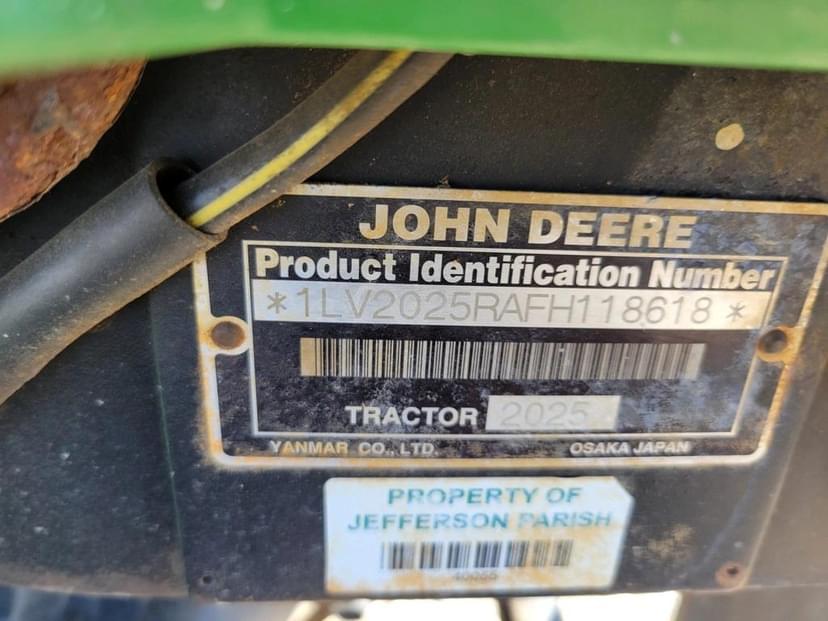 JOHN DEERE
Product Identification Number
*1LV2025RAFH118618*
TRACTOR 2025
YANMAR CO., LTD. OSAKA JAPAN
PROPERTY OF
JEFFERSON PARISH